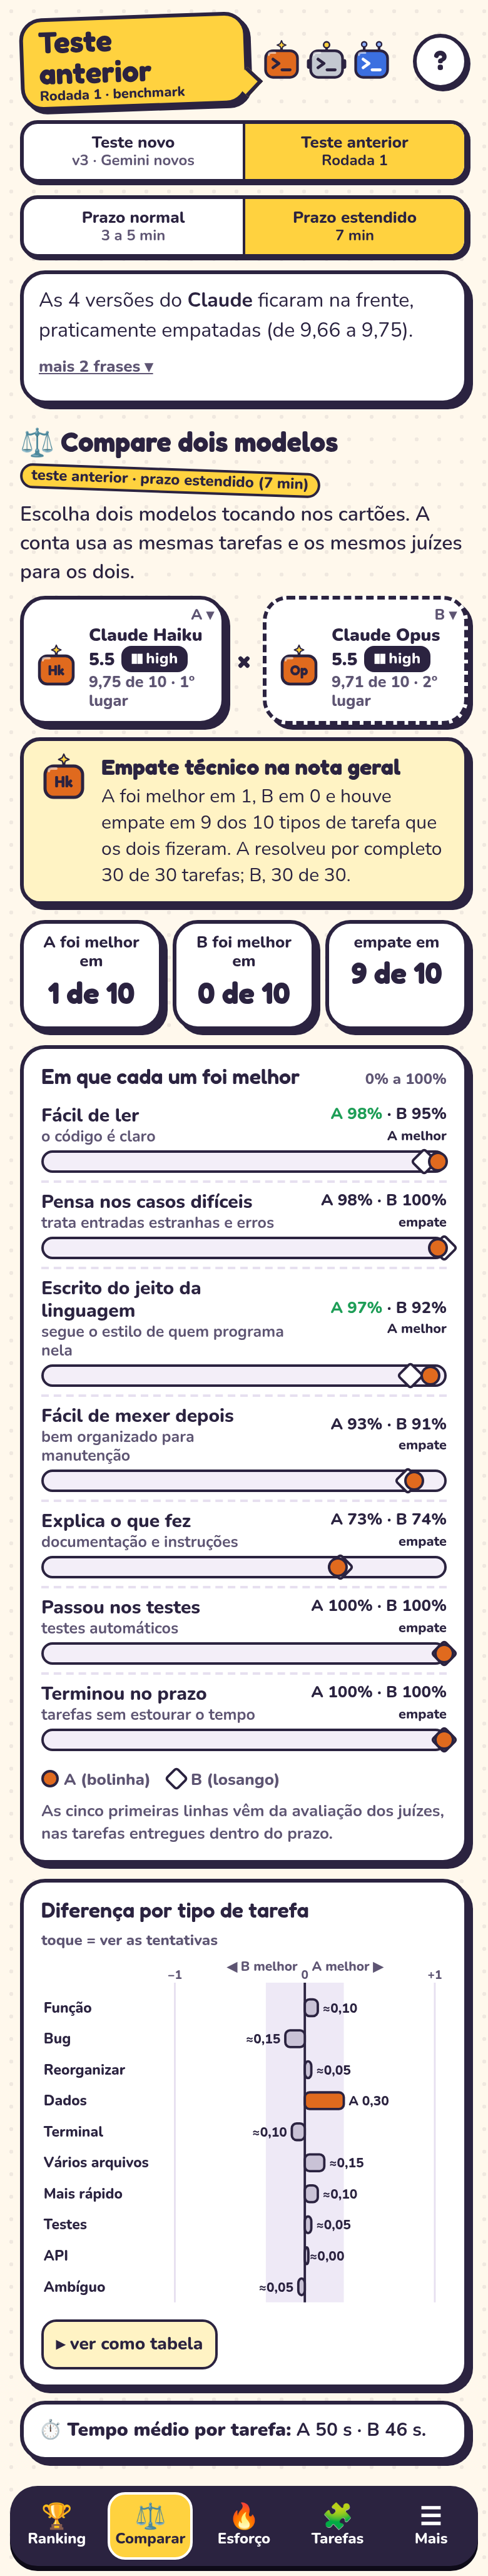 Teste
anterior
Rodada 1 · benchmark
?
Teste novo
v3 · Gemini novos
Teste anterior
Rodada 1
Prazo normal
3 a 5 min
Prazo estendido
7 min
As 4 versões do Claude ficaram na frente,
praticamente empatadas (de 9,66 a 9,75).
mais 2 frases ▾
⚖️ Compare dois modelos
teste anterior · prazo estendido (7 min)
Escolha dois modelos tocando nos cartões. A
conta usa as mesmas tarefas e os mesmos juízes
para os dois.
A ▾
Hk
Claude Haiku
5.5 high
9,75 de 10 · 1º
lugar
×
B ▾
Op
Claude Opus
5.5 high
9,71 de 10 · 2º
lugar
Hk
Empate técnico na nota geral
A foi melhor em 1, B em 0 e houve
empate em 9 dos 10 tipos de tarefa que
os dois fizeram. A resolveu por completo
30 de 30 tarefas; B, 30 de 30.
A foi melhor
em
1 de 10
B foi melhor
em
0 de 10
empate em
9 de 10
Em que cada um foi melhor 0% a 100%
Fácil de ler A 98% · B 95%
o código é claro A melhor
Pensa nos casos difíceis A 98% · B 100%
trata entradas estranhas e erros empate
Escrito do jeito da
linguagem A 97% · B 92%
segue o estilo de quem programa A melhor
nela
Fácil de mexer depois A 93% · B 91%
bem organizado para empate
manutenção
Explica o que fez A 73% · B 74%
documentação e instruções empate
Passou nos testes A 100% · B 100%
testes automáticos empate
Terminou no prazo A 100% · B 100%
tarefas sem estourar o tempo empate
A (bolinha) B (losango)
As cinco primeiras linhas vêm da avaliação dos juízes,
nas tarefas entregues dentro do prazo.
Diferença por tipo de tarefa
toque = ver as tentativas
◀ B melhor A melhor ▶
−1 0 +1
Função ≈0,10
Bug ≈0,15
Reorganizar ≈0,05
Dados A 0,30
Terminal ≈0,10
Vários arquivos ≈0,15
Mais rápido ≈0,10
Testes ≈0,05
API ≈0,00
Ambíguo ≈0,05
▸ ver como tabela
⏱️ Tempo médio por tarefa: A 50 s · B 46 s.
Ranking
Comparar
Esforço
Tarefas
Mais